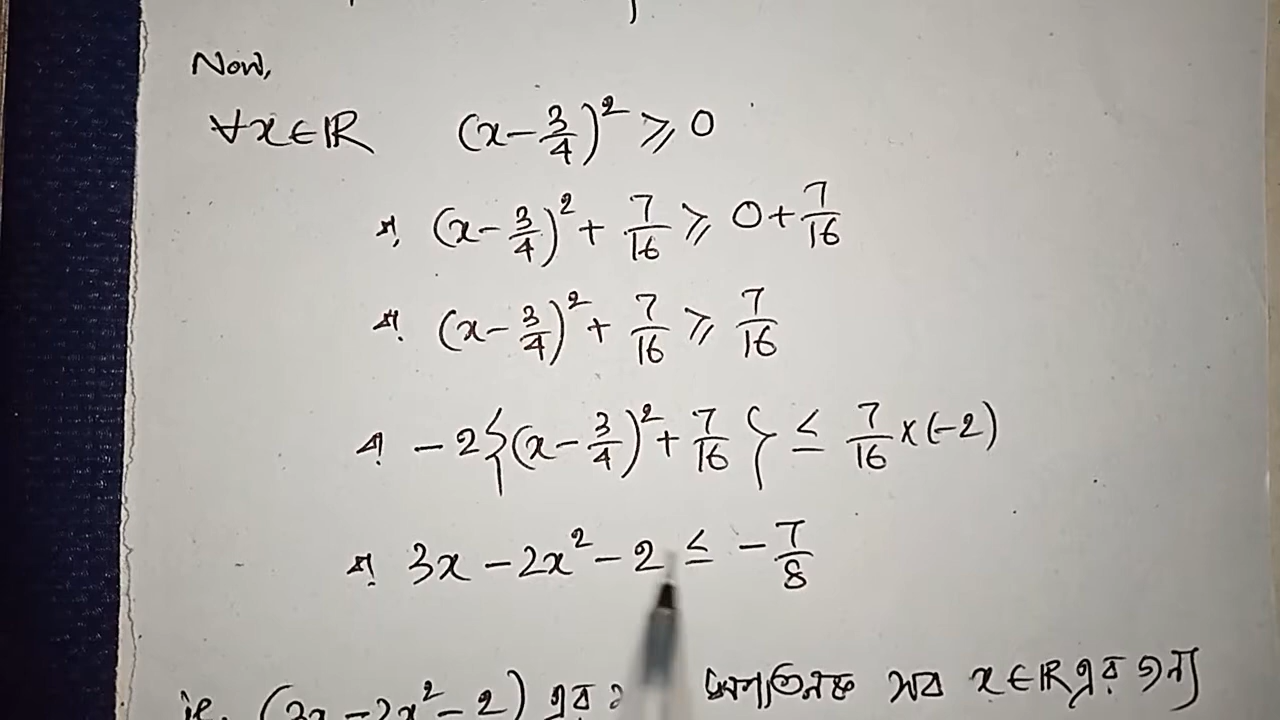 Now,
∀x∈ℝ (x-3/4)² ⩾ 0
বা, (x-3/4)² + 7/16 ⩾ 0+7/16
বা, (x-3/4)² + 7/16 ⩾ 7/16
বা, -2{(x-3/4)² + 7/16} ≤ 7/16×(-2)
বা, 3x-2x²-2 ≤ -7/8
ie. (3x-2x²-2) এর সব x∈ℝ এর জন্য